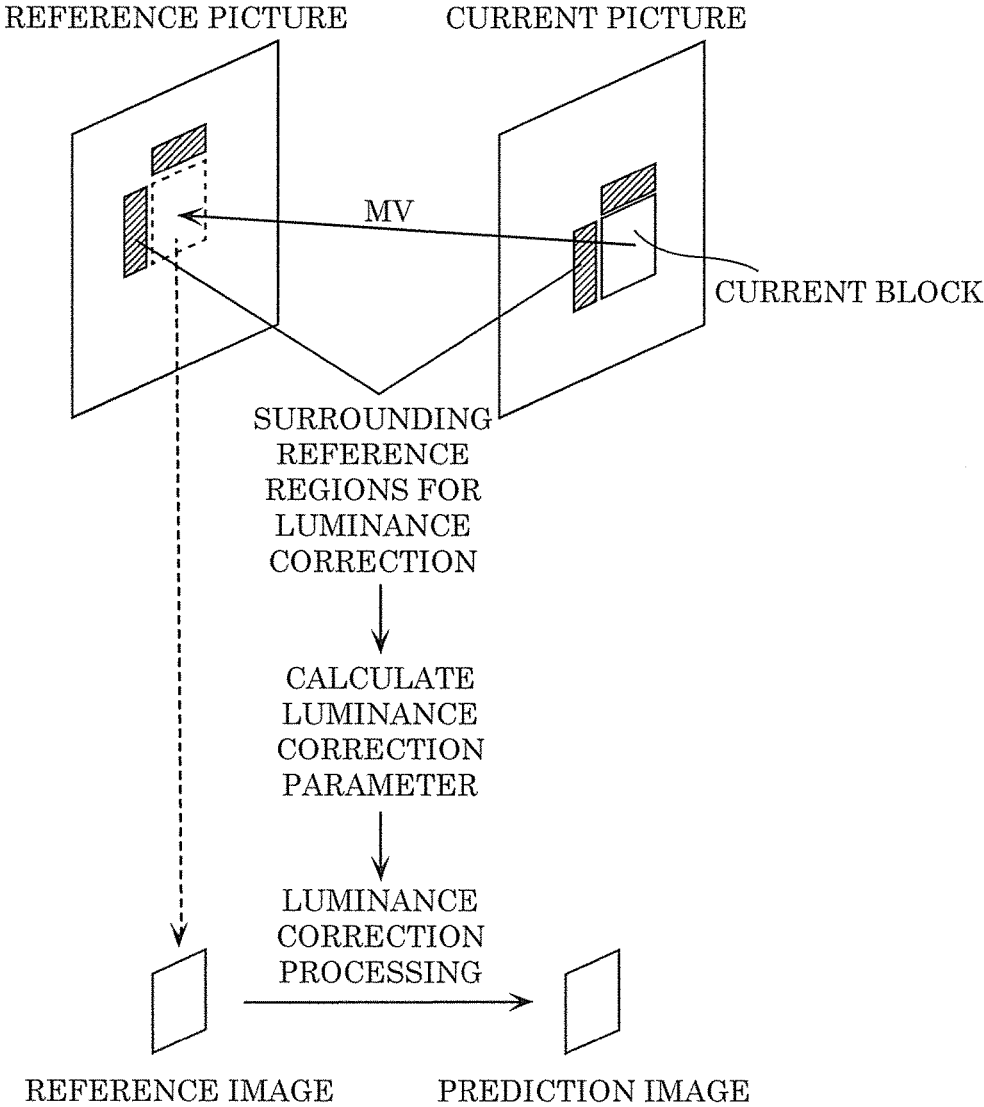 REFERENCE PICTURE
CURRENT PICTURE
MV
CURRENT BLOCK
SURROUNDING
REFERENCE
REGIONS FOR
LUMINANCE
CORRECTION
CALCULATE
LUMINANCE
CORRECTION
PARAMETER
LUMINANCE
CORRECTION
PROCESSING
REFERENCE IMAGE
PREDICTION IMAGE